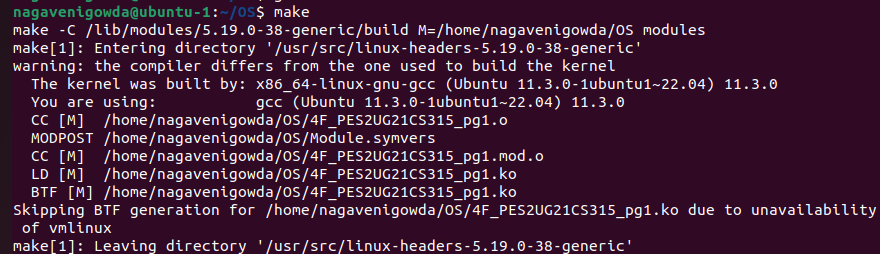 nagavenigowda@ubuntu-1:~/OS$ make
make -C /lib/modules/5.19.0-38-generic/build M=/home/nagavenigowda/OS modules
make[1]: Entering directory '/usr/src/linux-headers-5.19.0-38-generic'
warning: the compiler differs from the one used to build the kernel
  The kernel was built by: x86_64-linux-gnu-gcc (Ubuntu 11.3.0-1ubuntu1~22.04) 11.3.0
  You are using:           gcc (Ubuntu 11.3.0-1ubuntu1~22.04) 11.3.0
  CC [M]  /home/nagavenigowda/OS/4F_PES2UG21CS315_pg1.o
  MODPOST /home/nagavenigowda/OS/Module.symvers
  CC [M]  /home/nagavenigowda/OS/4F_PES2UG21CS315_pg1.mod.o
  LD [M]  /home/nagavenigowda/OS/4F_PES2UG21CS315_pg1.ko
  BTF [M] /home/nagavenigowda/OS/4F_PES2UG21CS315_pg1.ko
Skipping BTF generation for /home/nagavenigowda/OS/4F_PES2UG21CS315_pg1.ko due to unavailability
 of vmlinux
make[1]: Leaving directory '/usr/src/linux-headers-5.19.0-38-generic'